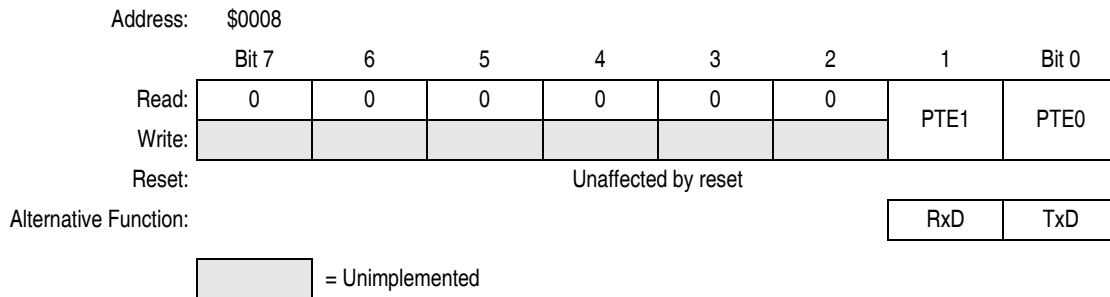 Address: $0008
Bit 7 6 5 4 3 2 1 Bit 0
Read: 0 0 0 0 0 0 PTE1 PTE0
Write:
Reset: Unaffected by reset
Alternative Function: RxD TxD
= Unimplemented